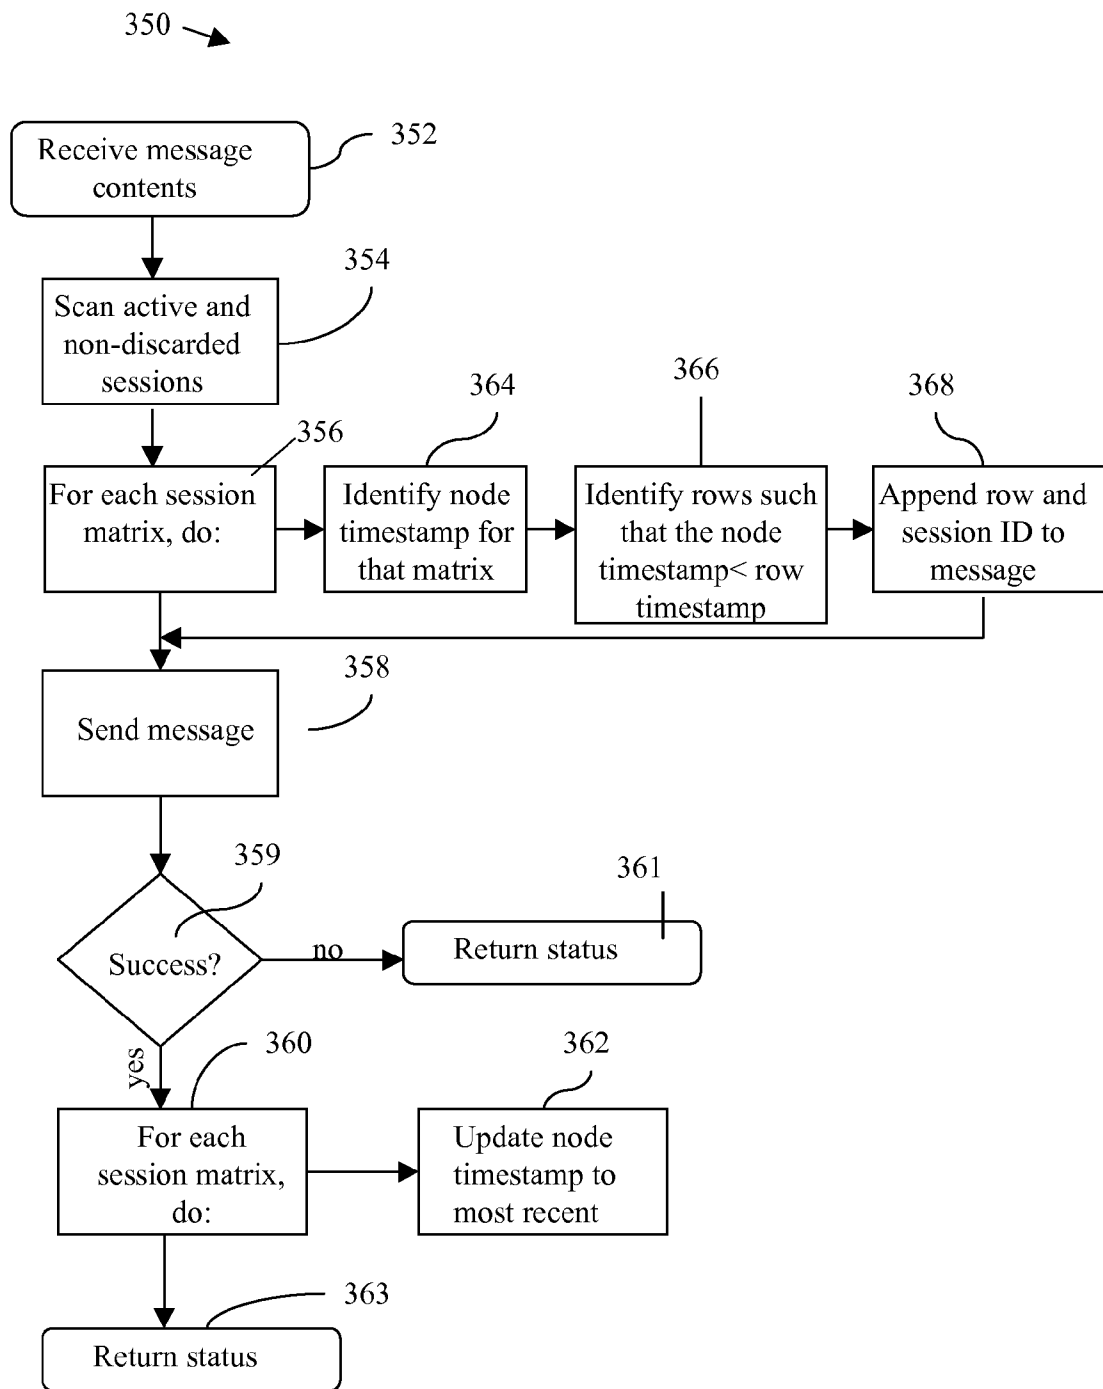 350
Receive message
contents
352
Scan active and
non-discarded
sessions
354
For each session
matrix, do:
356
Identify node
timestamp for
that matrix
364
Identify rows such
that the node
timestamp< row
timestamp
366
Append row and
session ID to
message
368
Send message
358
Success?
359
no
Return status
361
yes
For each
session matrix,
do:
360
Update node
timestamp to
most recent
362
Return status
363